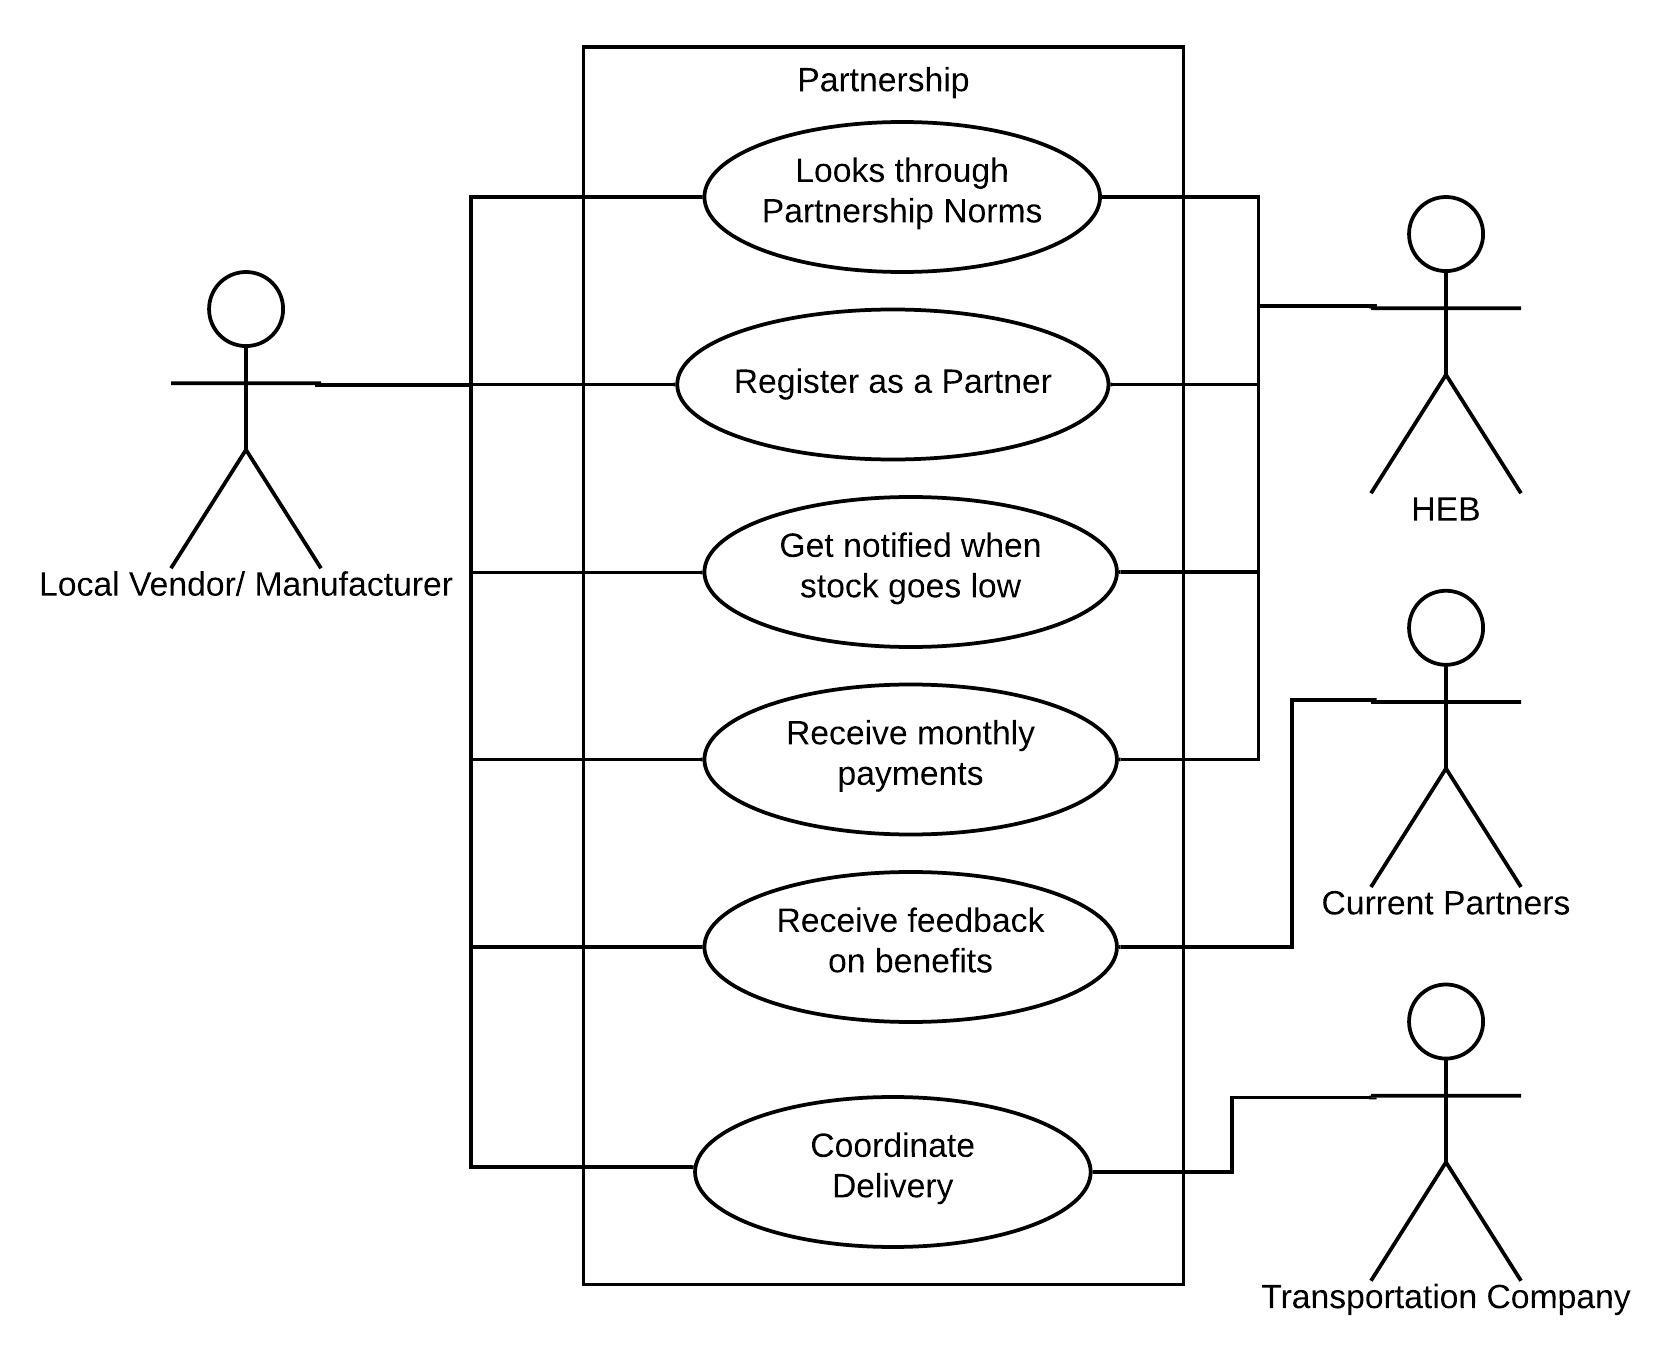 Partnership
Looks through
Partnership Norms
Register as a Partner
HEB
Get notified when
stock goes low
Local Vendor/ Manufacturer
Receive monthly
payments
Current Partners
Receive feedback
on benefits
Coordinate
Delivery
Transportation Company